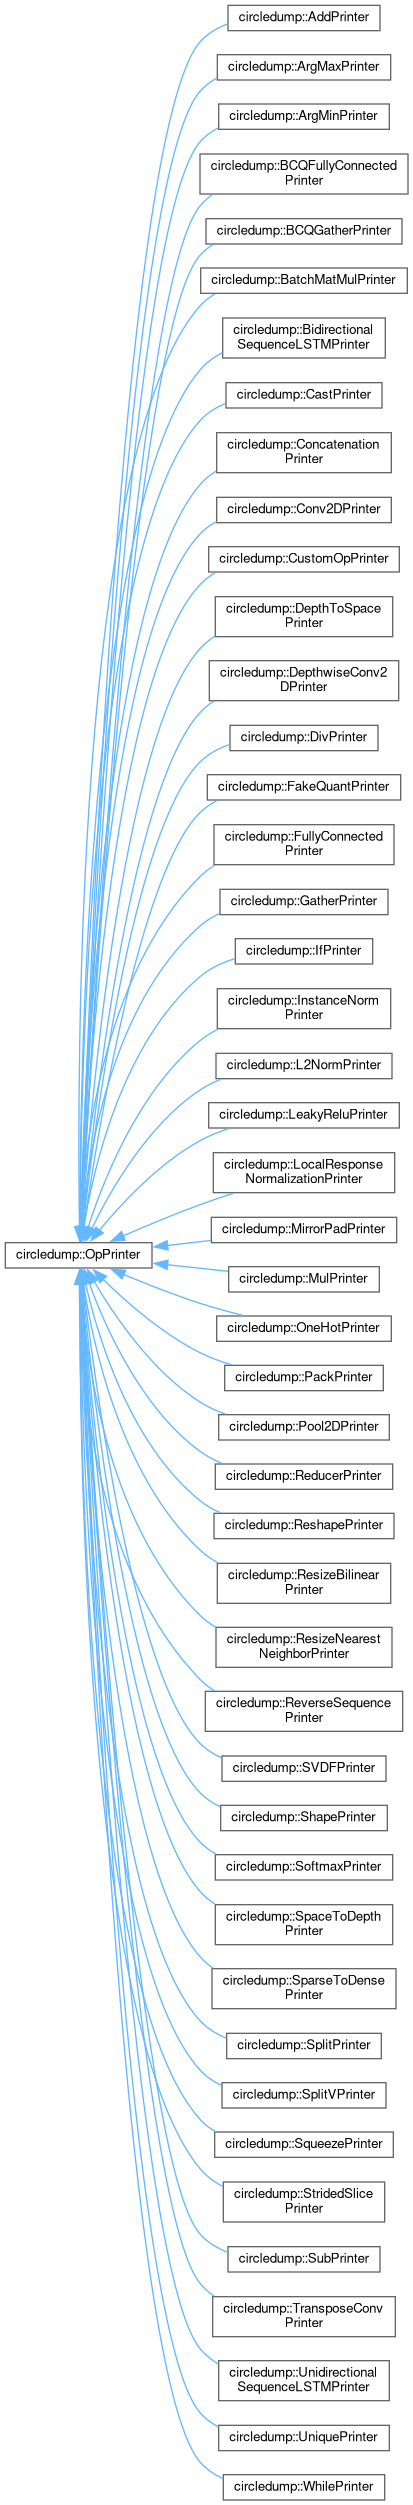 circledump::AddPrinter
circledump::ArgMaxPrinter
circledump::ArgMinPrinter
circledump::BCQFullyConnected
Printer
circledump::BCQGatherPrinter
circledump::BatchMatMulPrinter
circledump::Bidirectional
SequenceLSTMPrinter
circledump::CastPrinter
circledump::Concatenation
Printer
circledump::Conv2DPrinter
circledump::CustomOpPrinter
circledump::DepthToSpace
Printer
circledump::DepthwiseConv2
DPrinter
circledump::DivPrinter
circledump::FakeQuantPrinter
circledump::FullyConnected
Printer
circledump::GatherPrinter
circledump::IfPrinter
circledump::InstanceNorm
Printer
circledump::L2NormPrinter
circledump::LeakyReluPrinter
circledump::LocalResponse
NormalizationPrinter
circledump::MirrorPadPrinter
circledump::OpPrinter
circledump::MulPrinter
circledump::OneHotPrinter
circledump::PackPrinter
circledump::Pool2DPrinter
circledump::ReducerPrinter
circledump::ReshapePrinter
circledump::ResizeBilinear
Printer
circledump::ResizeNearest
NeighborPrinter
circledump::ReverseSequence
Printer
circledump::SVDFPrinter
circledump::ShapePrinter
circledump::SoftmaxPrinter
circledump::SpaceToDepth
Printer
circledump::SparseToDense
Printer
circledump::SplitPrinter
circledump::SplitVPrinter
circledump::SqueezePrinter
circledump::StridedSlice
Printer
circledump::SubPrinter
circledump::TransposeConv
Printer
circledump::Unidirectional
SequenceLSTMPrinter
circledump::UniquePrinter
circledump::WhilePrinter